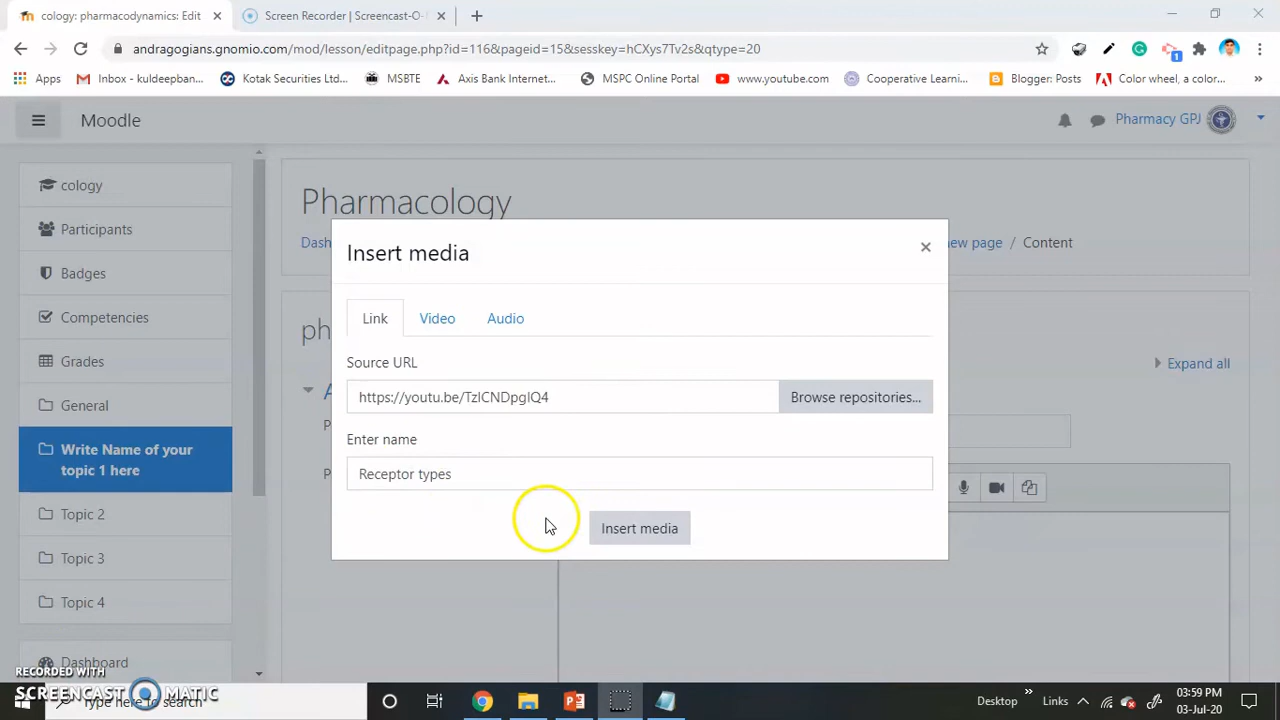 cology: pharmacodynamics: Edit
Screen Recorder | Screencast-O-
andragogians.gnomio.com/mod/lesson/editpage.php?id=116&pageid=15&sesskey=hCXys7Tv2s&qtype=20
1
Apps
Inbox - kuldeepban...
Kotak Securities Ltd...
MSBTE
Axis Bank Internet...
MSPC Online Portal
www.youtube.com
Cooperative Learni...
Blogger: Posts
Color wheel, a color...
Moodle
Pharmacy GPJ
cology
Participants
Badges
Competencies
Grades
General
Write Name of your
topic 1 here
Topic 2
Topic 3
Topic 4
Dashboard
Pharmacology
Dash
new page / Content
ph
Expand all
Insert media
Link
Video
Audio
Source URL
https://youtu.be/TzlCNDpglQ4
Browse repositories...
Enter name
Receptor types
Insert media
RECORDED WITH
SCREENCAST MATIC
Type here to search
Desktop
Links
03:59 PM
03-Jul-20